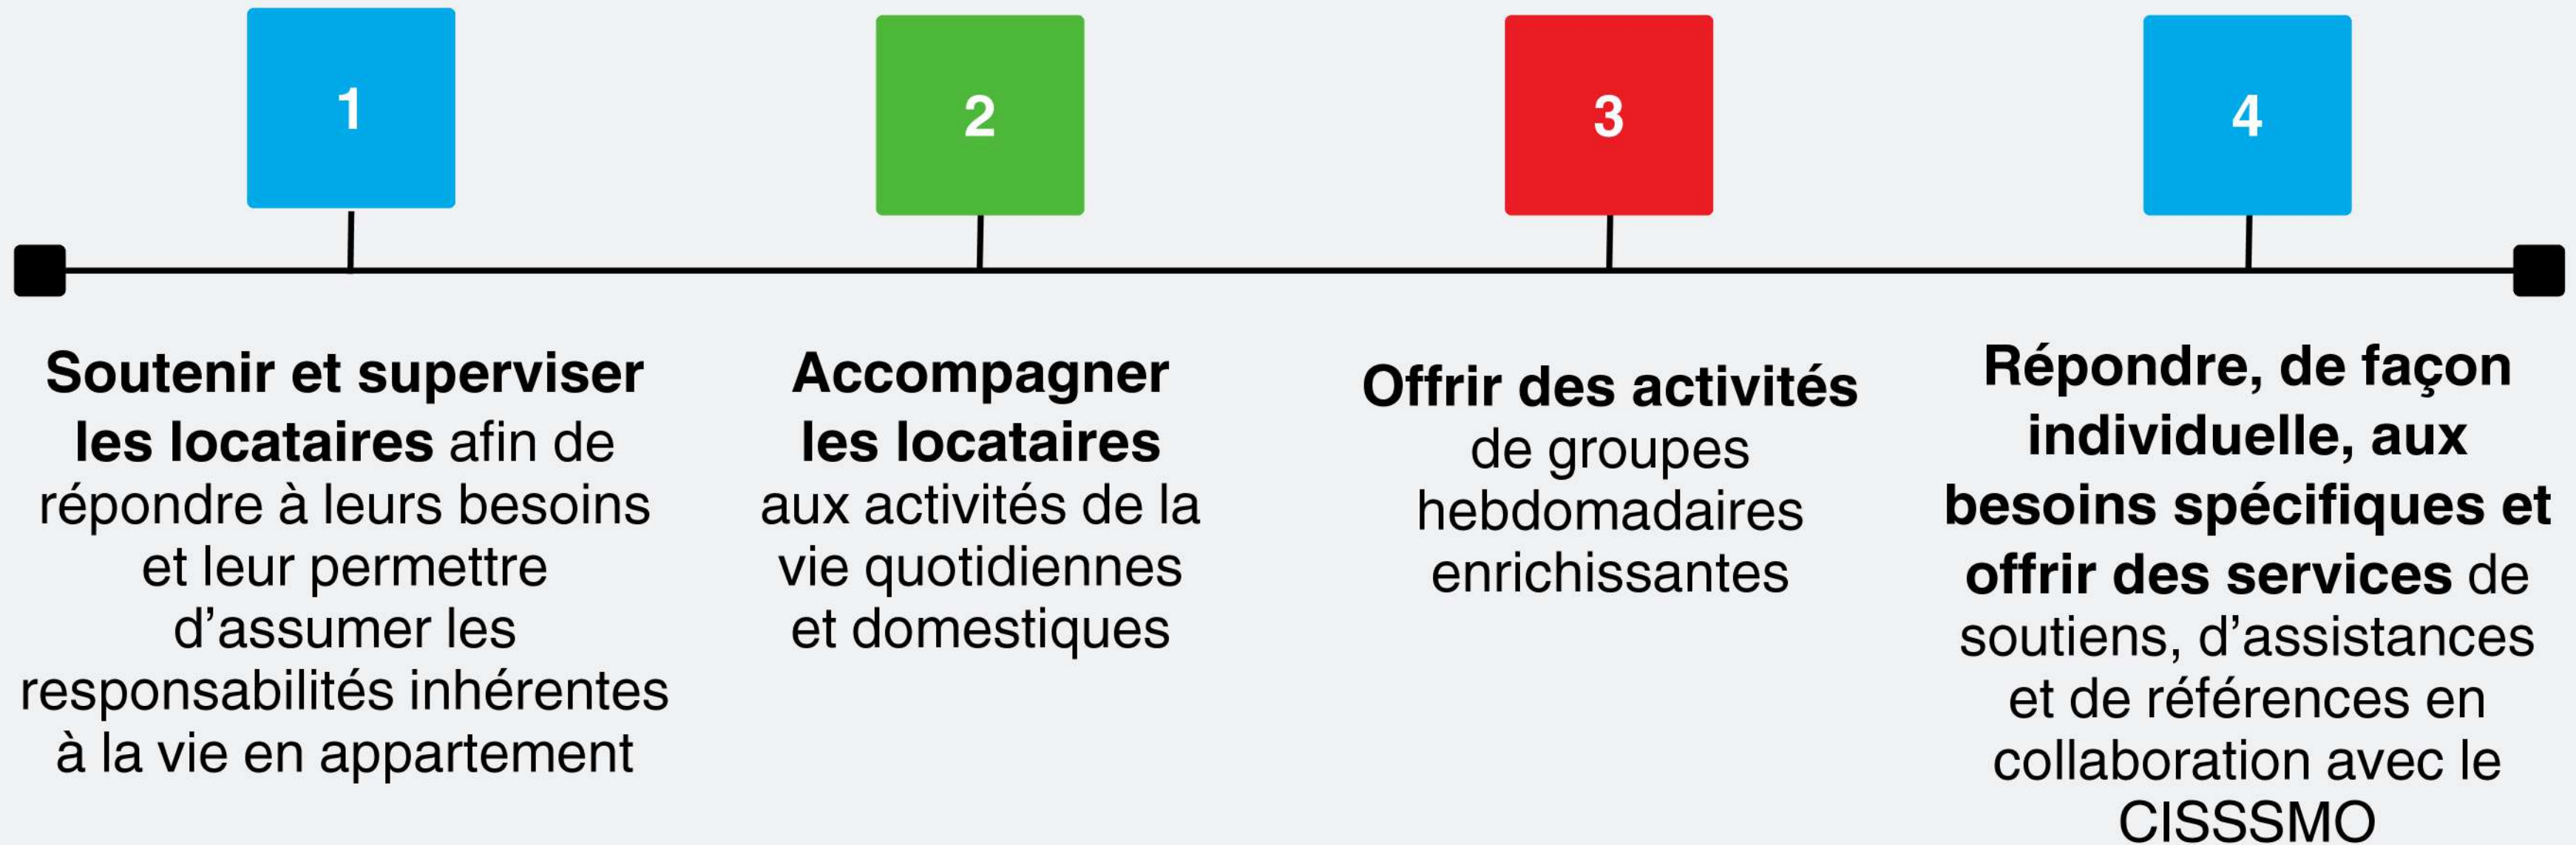 1
Soutenir et superviser
les locataires afin de
répondre à leurs besoins
et leur permettre
d'assumer les
responsabilités inhérentes
à la vie en appartement
2
Accompagner
les locataires
aux activités de la
vie quotidiennes
et domestiques
3
Offrir des activités
de groupes
hebdomadaires
enrichissantes
4
Répondre, de façon
individuelle, aux
besoins spécifiques et
offrir des services de
soutiens, d'assistances
et de références en
collaboration avec le
CISSSMO